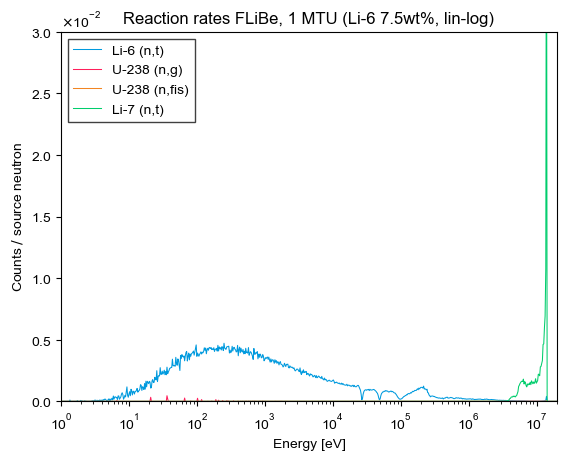 Reaction rates FLiBe, 1 MTU (Li-6 7.5wt%, lin-log)
×10⁻²
3.0
2.5
2.0
1.5
1.0
0.5
0.0
Counts / source neutron
Li-6 (n,t)
U-238 (n,g)
U-238 (n,fis)
Li-7 (n,t)
10⁰ 10¹ 10² 10³ 10⁴ 10⁵ 10⁶ 10⁷
Energy [eV]